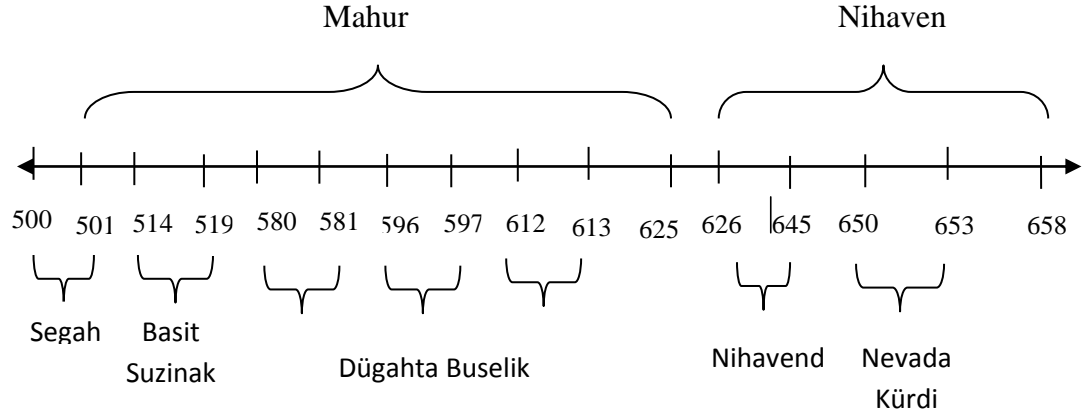 Mahur Nihaven
500 501 514 519 580 581 596 597 612 613 625 626 645 650 653 658
Segah Basit Dügahta Buselik Nihavend Nevada
Suzinak Kürdi